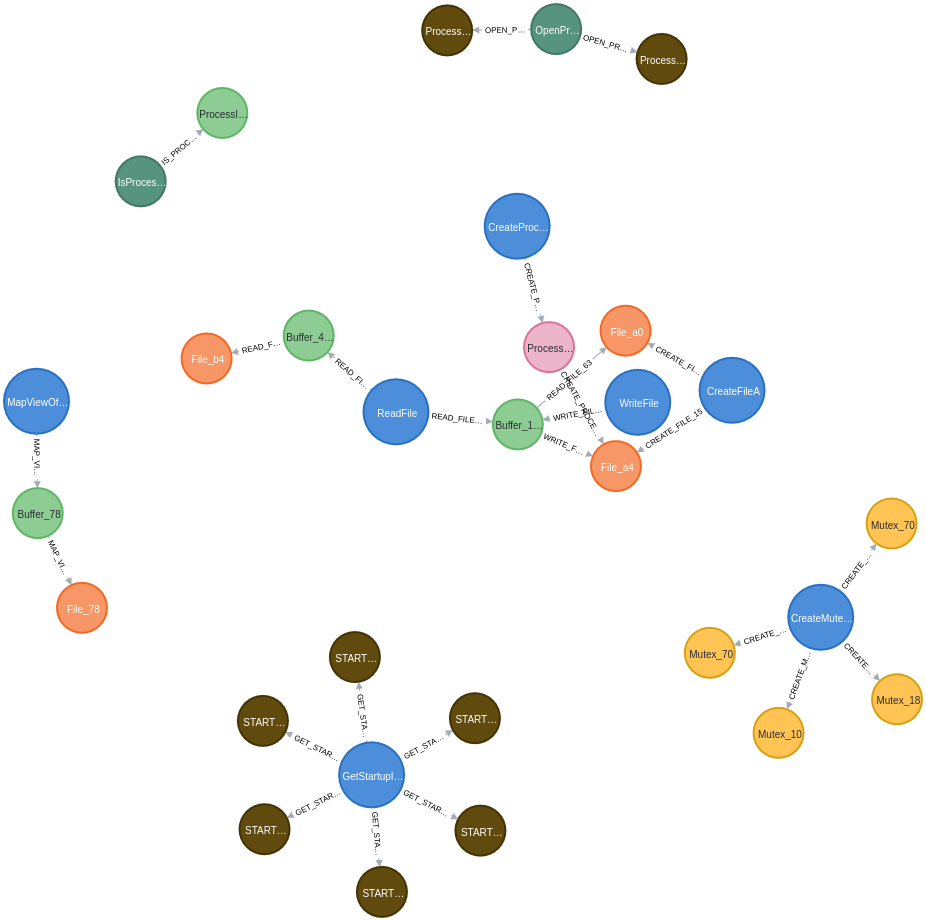 Process…
OPEN_P…
OpenPr…
OPEN_PR…
Process…
ProcessI…
IS_PROC…
IsProces…
CreateProc…
CREATE_P…
Process…
File_a0
CREATE_FI…
CreateFileA
READ_FILE_63
CREATE_PROCE…
WriteFile
WRITE_FIL…
CREATE_FILE_15
Buffer_4…
READ_F…
File_b4
READ_FI…
ReadFile
READ_FILE…
Buffer_1…
WRITE_F…
File_a4
MapViewOf…
MAP_VI…
Buffer_78
MAP_VI…
File_78
Mutex_70
CREATE_…
CreateMute…
CREATE_…
Mutex_70
CREATE_M…
Mutex_10
CREATE…
Mutex_18
START…
GET_STA…
START…
GET_STAR…
START…
GET_STA…
GetStartupI…
START…
GET_STAR…
GET_STA…
START…
GET_STAR…
START…